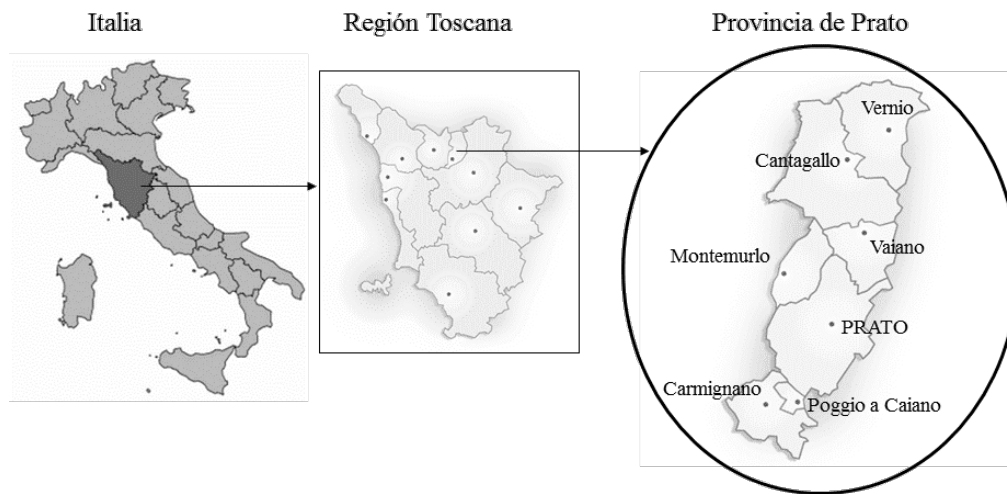 Italia
Región Toscana
Provincia de Prato
Vernio
Cantagallo
Montemurlo
Vaiano
PRATO
Carmignano
Poggio a Caiano